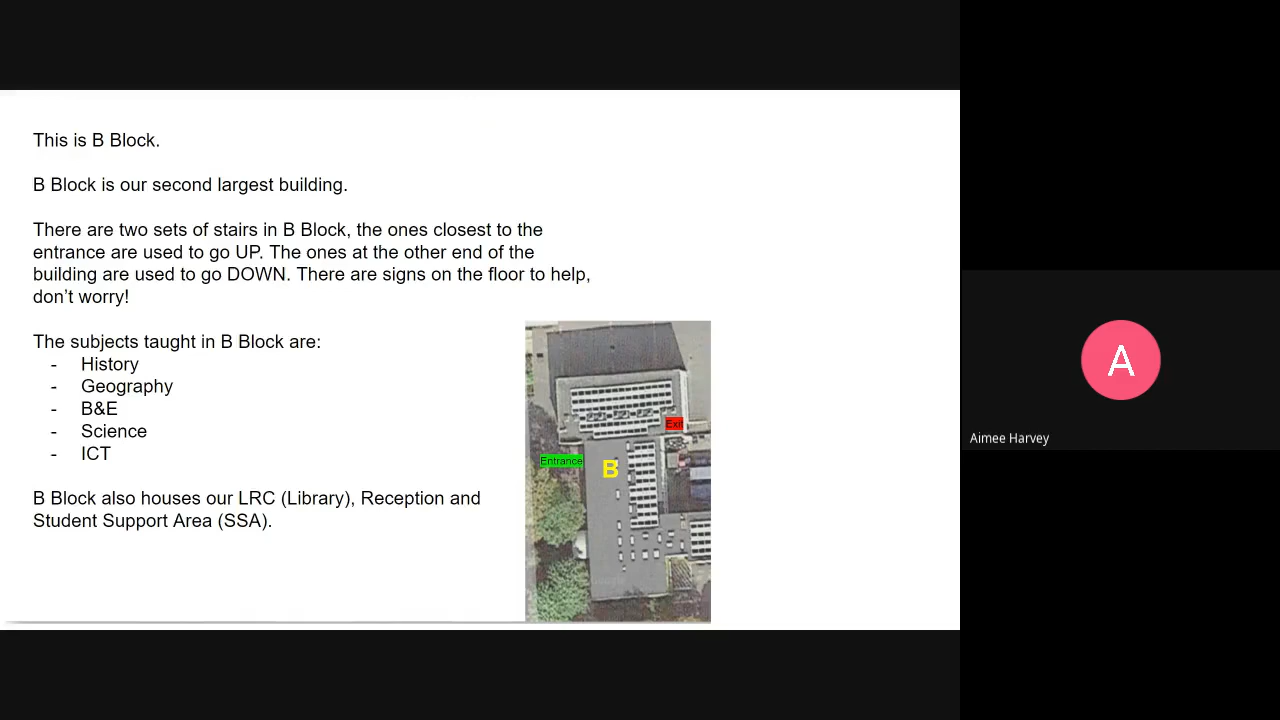 This is B Block.
B Block is our second largest building.
There are two sets of stairs in B Block, the ones closest to the
entrance are used to go UP. The ones at the other end of the
building are used to go DOWN. There are signs on the floor to help,
don't worry!
The subjects taught in B Block are:
- History
- Geography
- B&E
- Science
- ICT
B Block also houses our LRC (Library), Reception and
Student Support Area (SSA).
Exit
Entrance
B
Google
A
Aimee Harvey